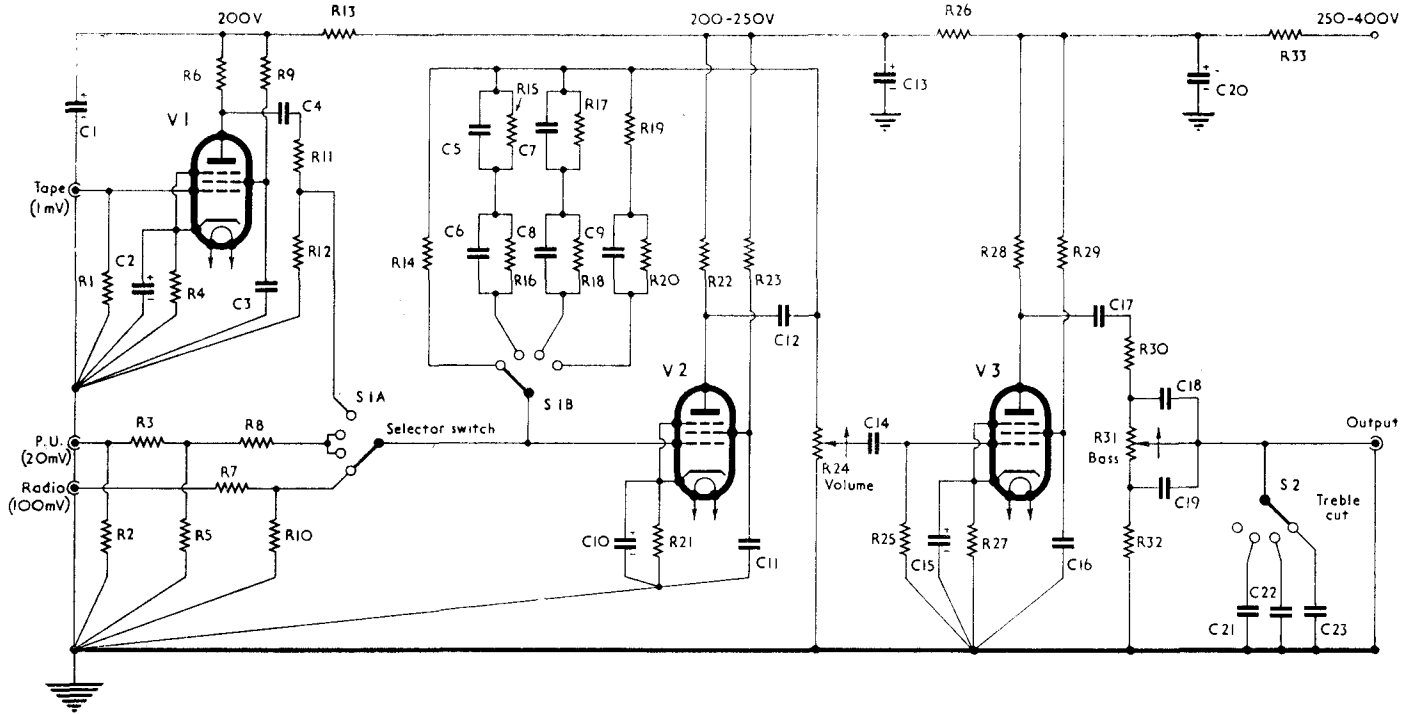 R13
R26
200V
200-250V
250-400V
R33
R6
R9
C13
C20
C4
R15
R17
C1
V1
R19
C5
C7
R11
Tape
(1mV)
C6
C8
C9
R28
R29
R12
R14
C2
R1
R4
C3
R16
R18
R20
R22
R23
C17
C12
R30
V2
V3
C18
S1A
S1B
P.U.
(20mV)
R3
R8
Selector switch
C14
R31
Bass
Output
R7
R24
Volume
Radio
(100mV)
C19
S2
Treble
cut
R2
R5
R10
C10
R21
C11
R25
C15
R27
C16
R32
C22
C21
C23